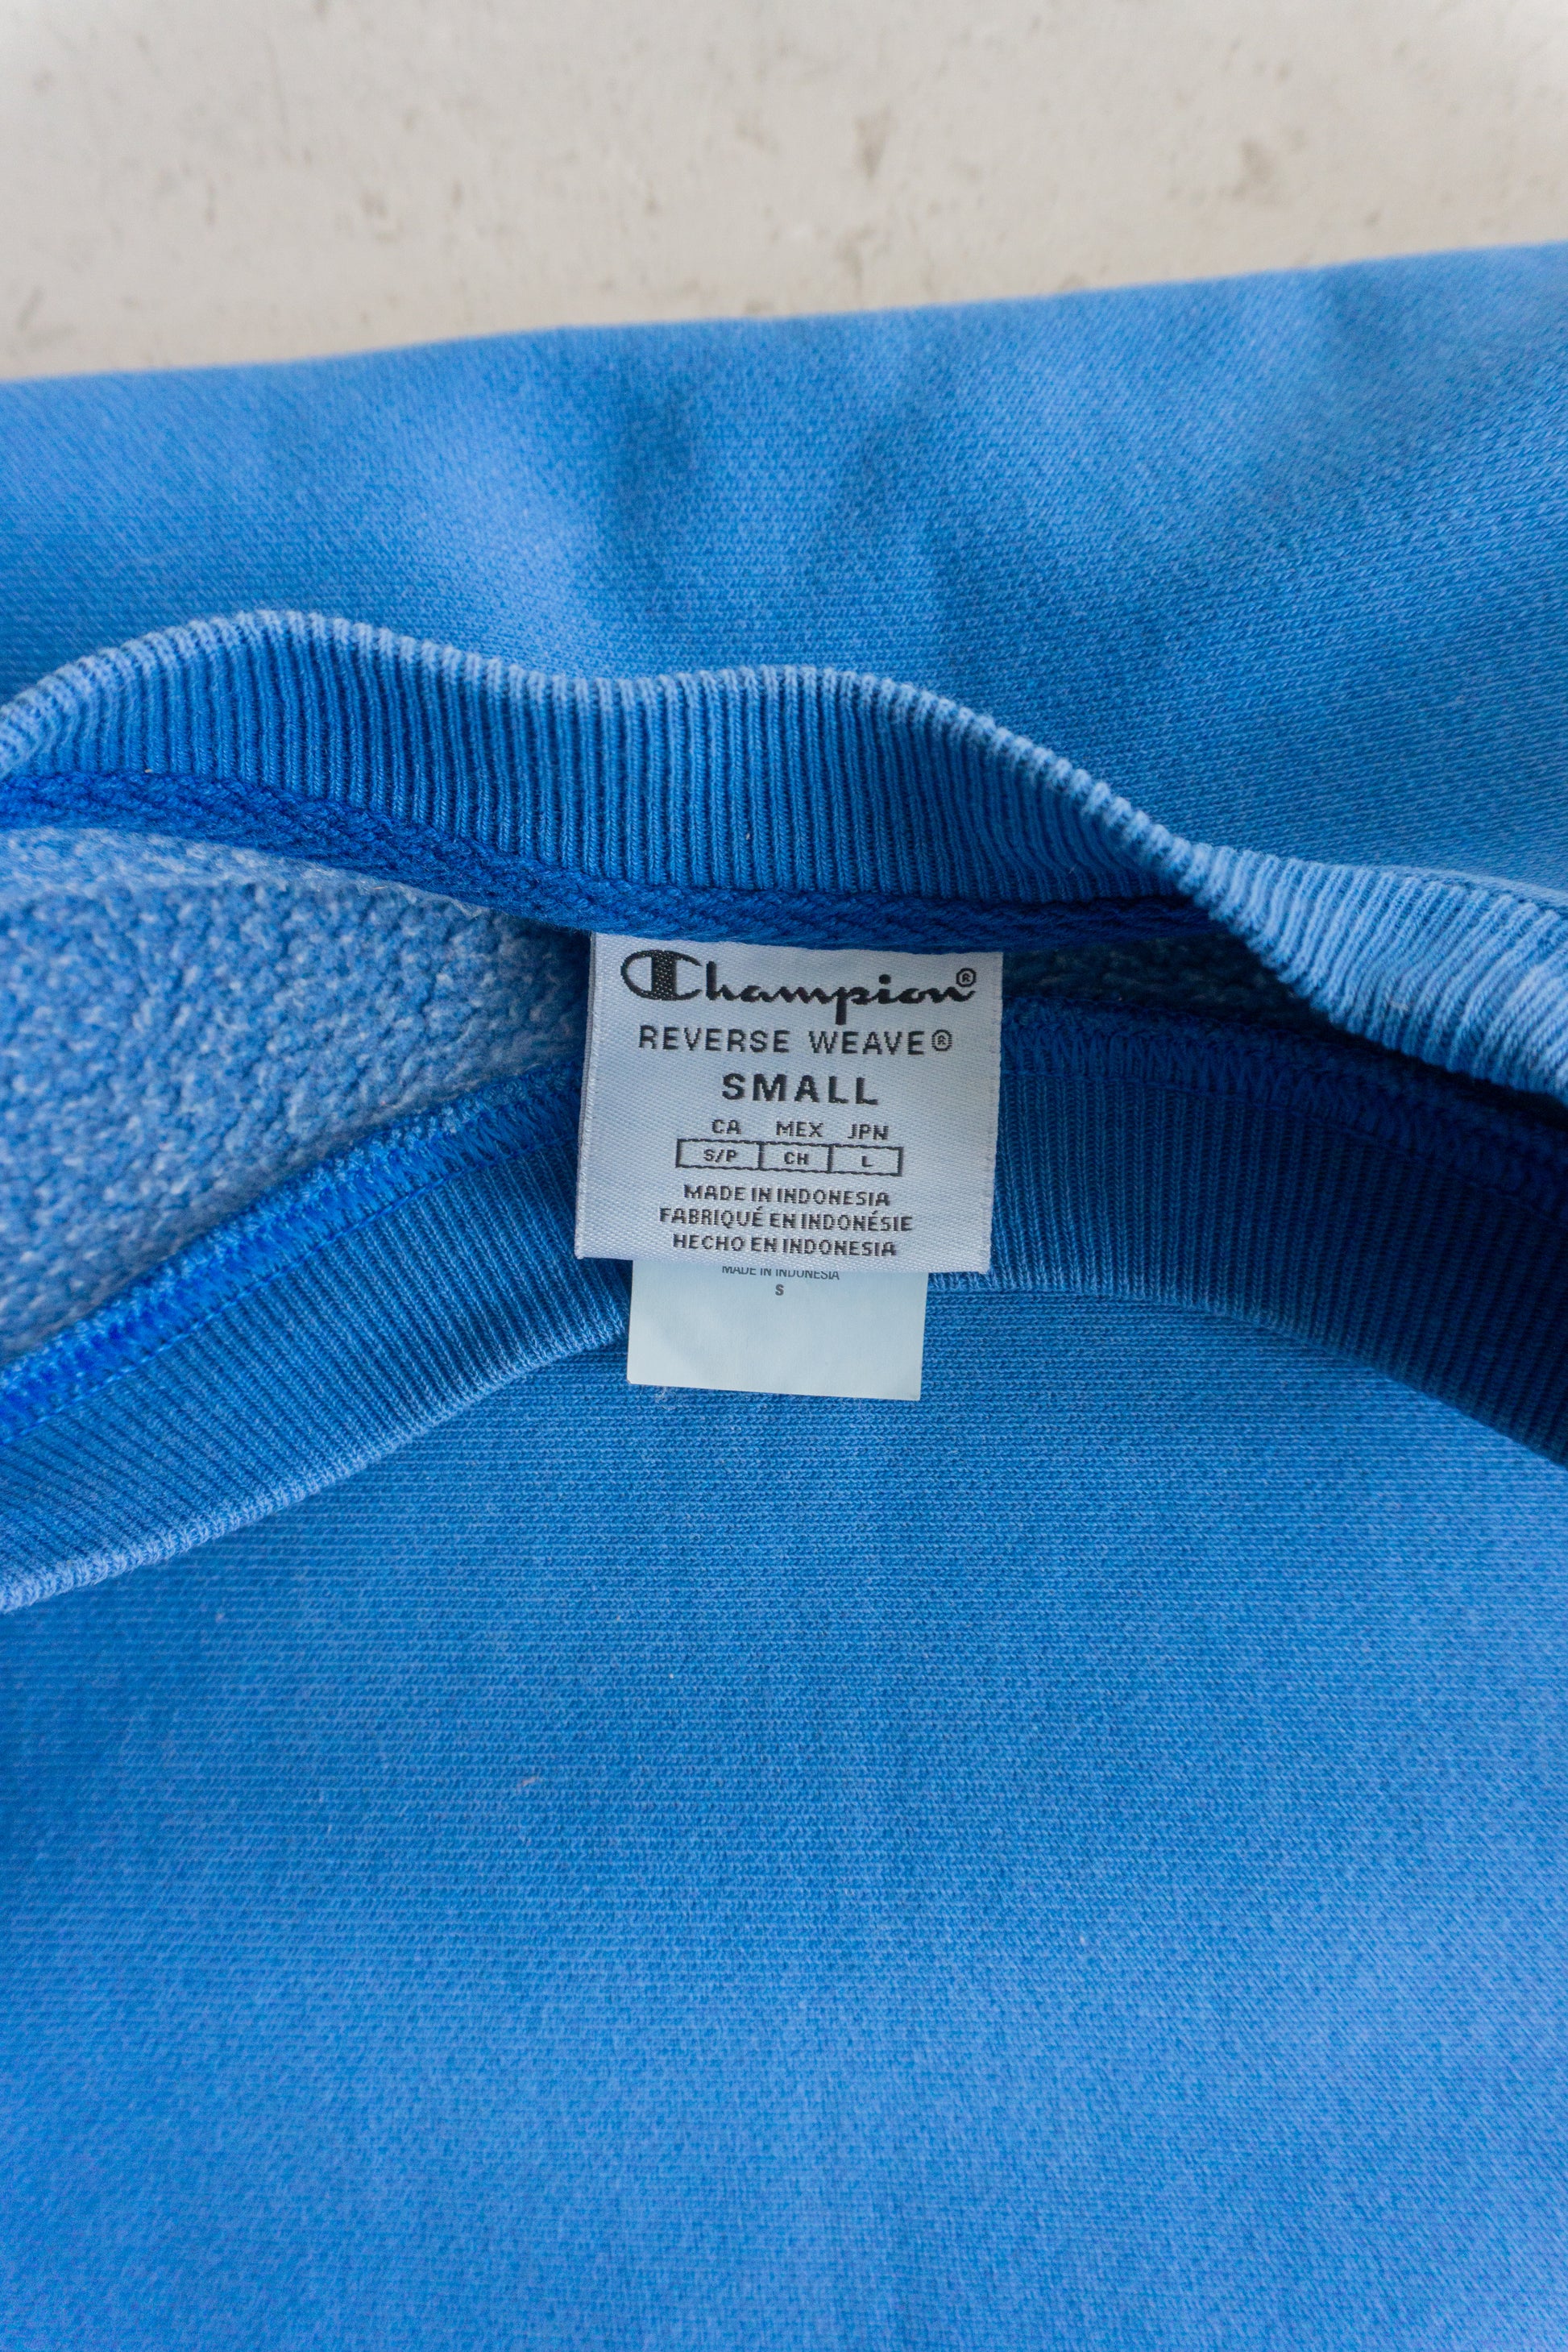 Champion®
REVERSE WEAVE®
SMALL
CA MEX JPN
S/P CH L
MADE IN INDONESIA
FABRIQUÉ EN INDONÉSIE
HECHO EN INDONESIA
MADE IN INDONESIA
S